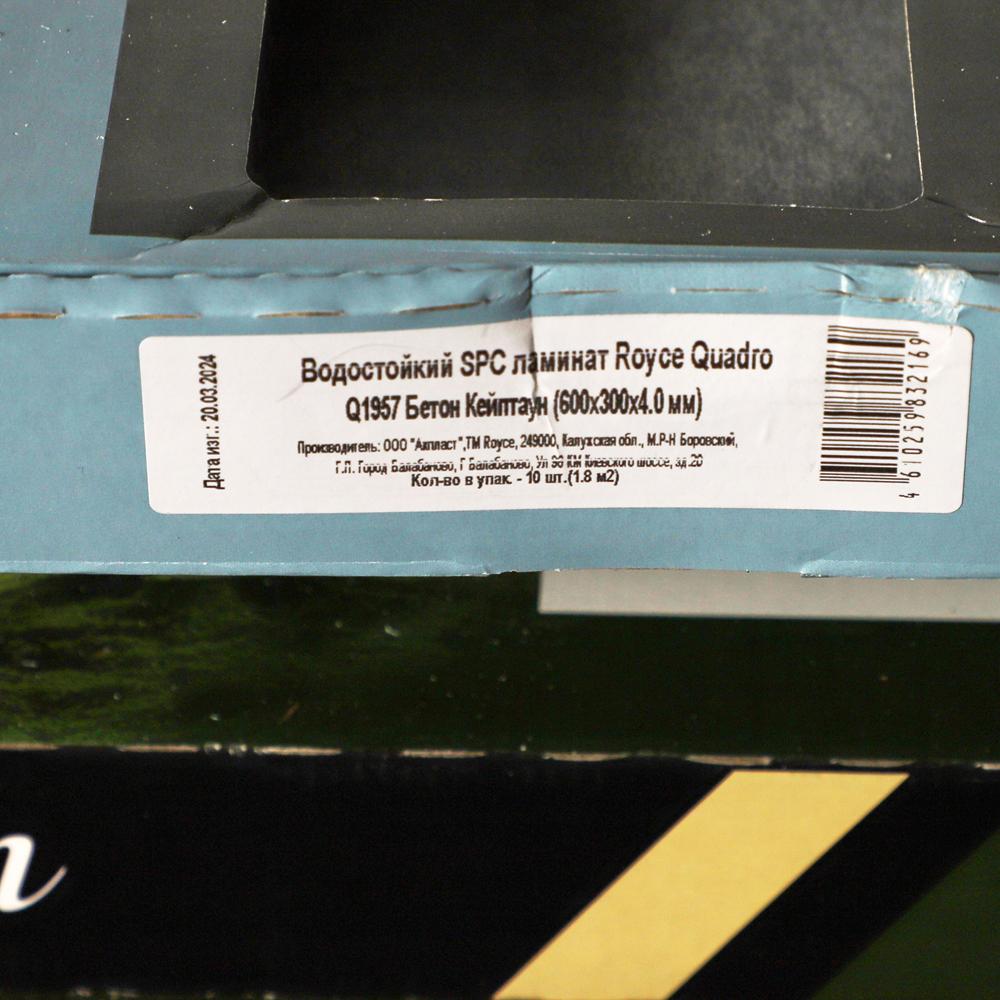 Водостойкий SPC ламинат Royce Quadro
Q1957 Бетон Кейптаун (600x300x4.0 мм)
Производитель: ООО "Акпласт",ТМ Royce, 249000, Калужская обл., М.Р-Н Боровский,
Г.П. Город Балабаново, Г Балабаново, Ул 96 КМ Киевского шоссе, зд.20
Кол-во в упак. - 10 шт.(1.8 м2)
Дата изг.: 20.03.2024
4610259832169